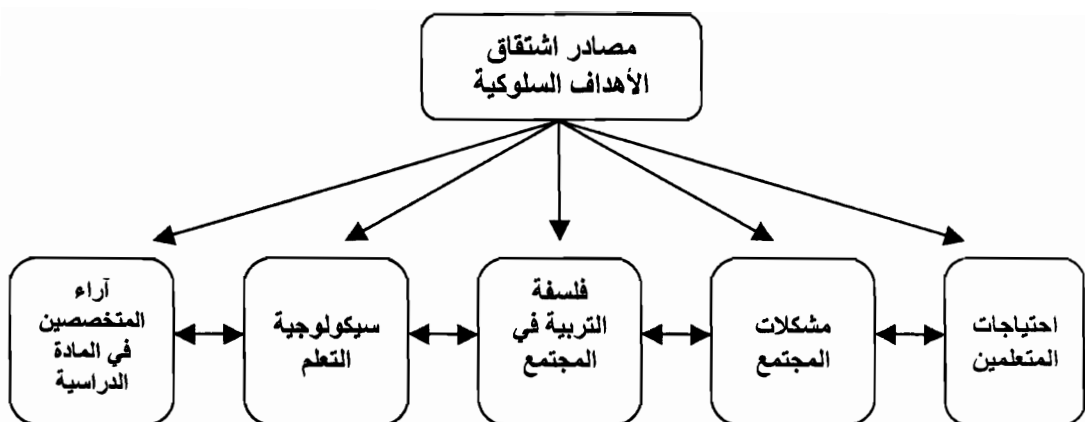 مصادر اشتقاق
الأهداف السلوكية
احتياجات
المتعلمين
مشكلات
المجتمع
فلسفة
التربية في
المجتمع
سيكولوجية
التعلم
آراء
المتخصصين
في المادة
الدراسية